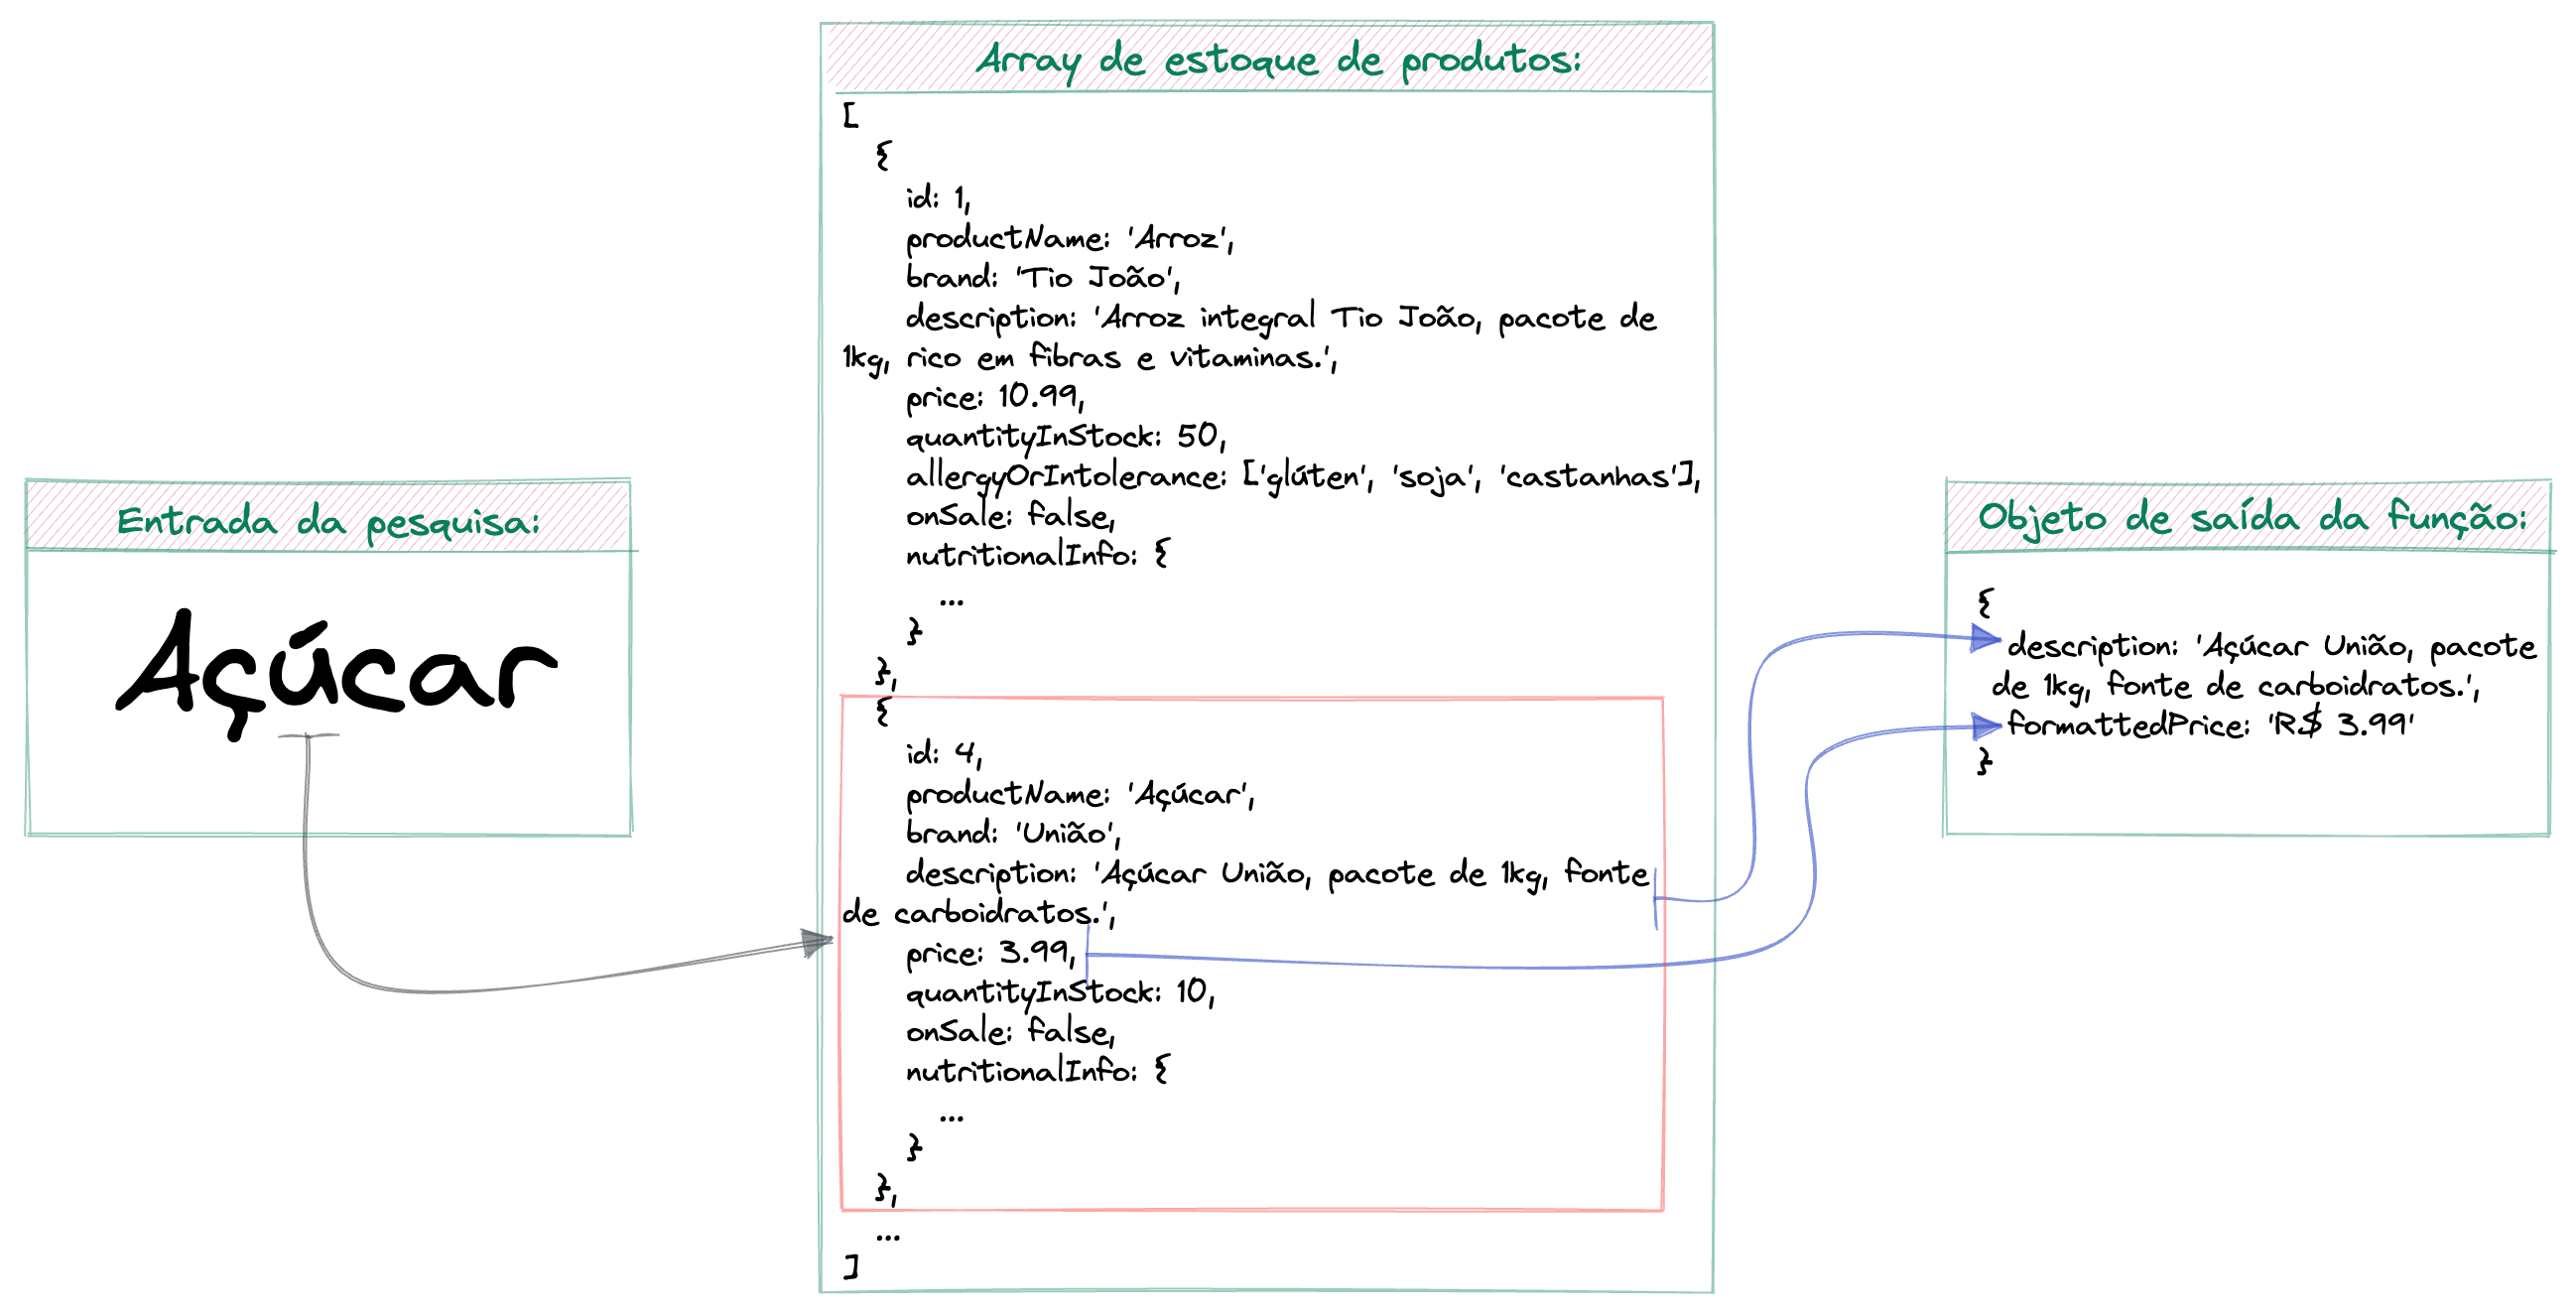 Entrada da pesquisa:
Açúcar
Array de estoque de produtos:
[
{
id: 1,
productName: 'Arroz',
brand: 'Tio João',
description: 'Arroz integral Tio João, pacote de
1kg, rico em fibras e vitaminas.',
price: 10.99,
quantityInStock: 50,
allergyOrIntolerance: ['glúten', 'soja', 'castanhas'],
onSale: false,
nutritionalInfo: {
...
}
},
{
id: 4,
productName: 'Açúcar',
brand: 'União',
description: 'Açúcar União, pacote de 1kg, fonte
de carboidratos.',
price: 3.99,
quantityInStock: 10,
onSale: false,
nutritionalInfo: {
...
}
},
...
]
Objeto de saída da função:
{
description: 'Açúcar União, pacote
de 1kg, fonte de carboidratos.',
formattedPrice: 'R$ 3.99'
}